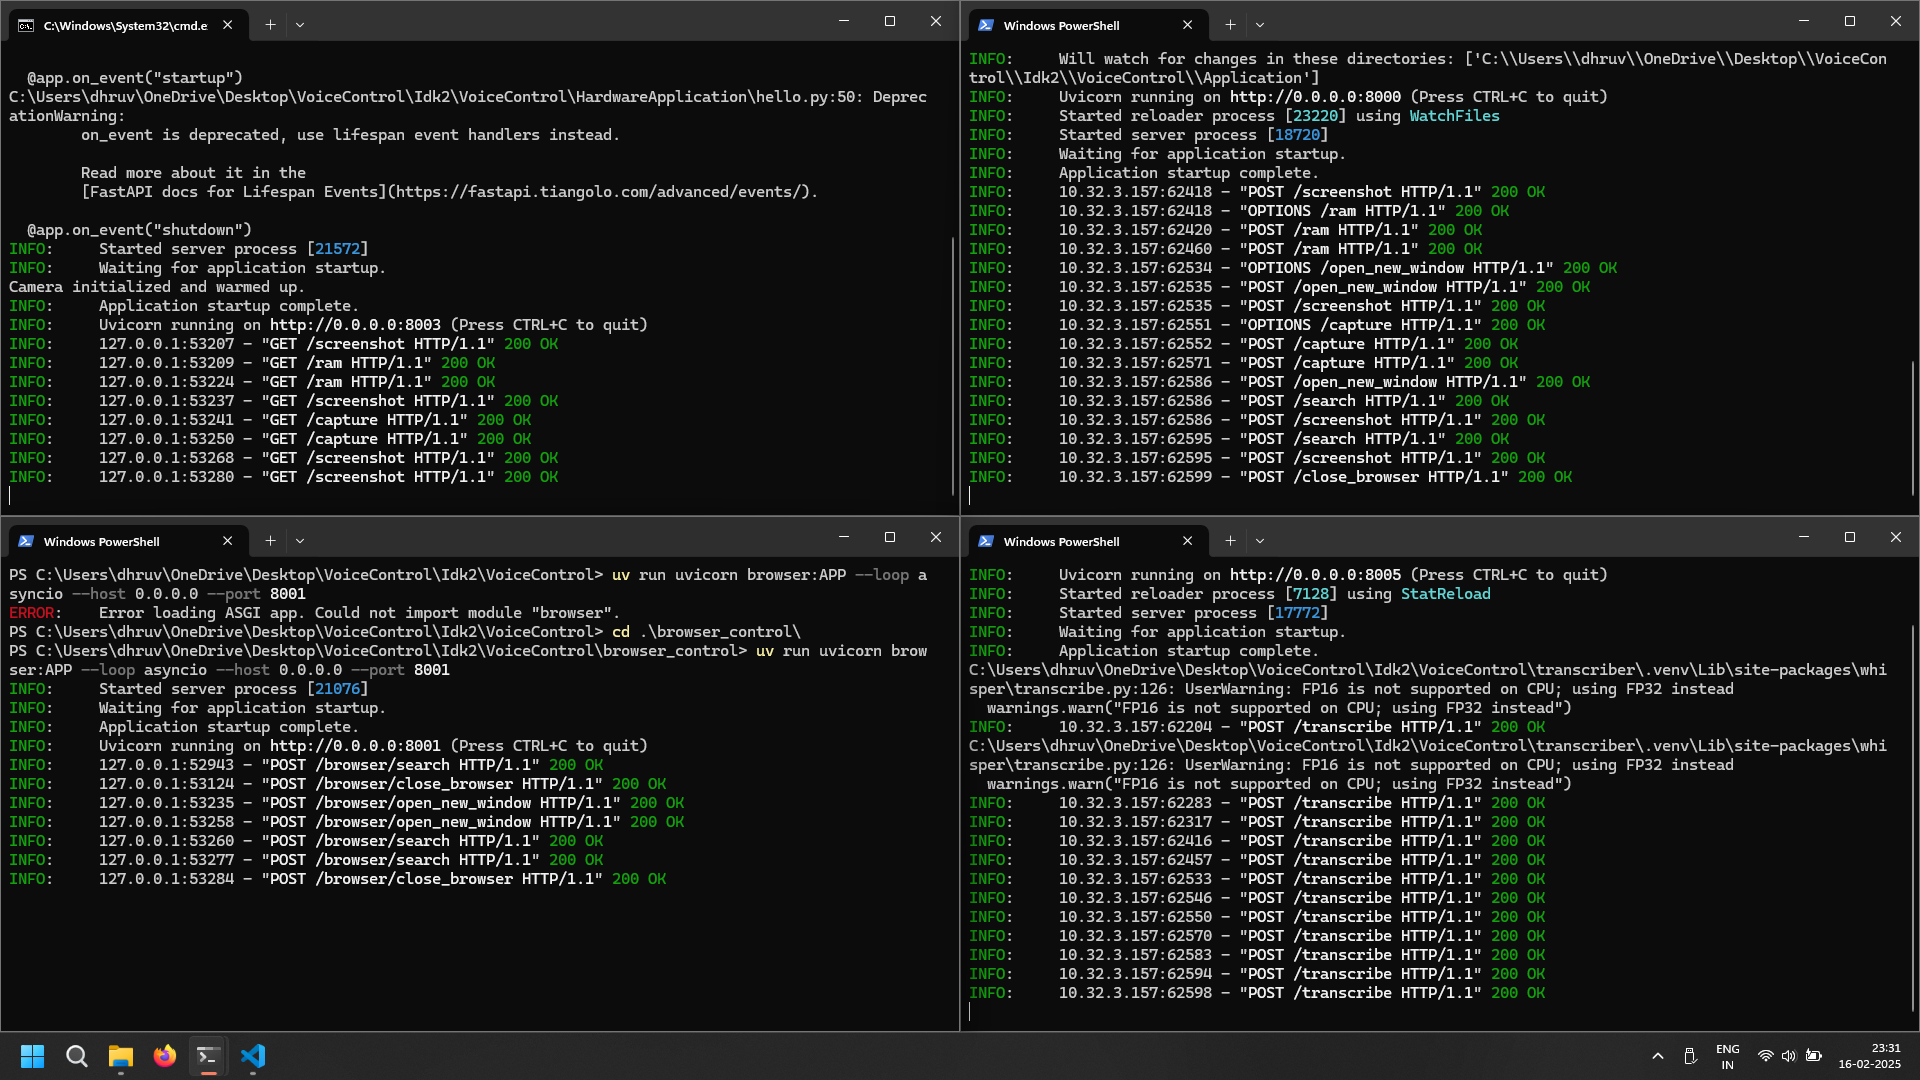 C:\Windows\System32\cmd.e
@app.on_event("startup")
C:\Users\dhruv\OneDrive\Desktop\VoiceControl\Idk2\VoiceControl\HardwareApplication\hello.py:50: Deprec
ationWarning:
on_event is deprecated, use lifespan event handlers instead.
Read more about it in the
[FastAPI docs for Lifespan Events](https://fastapi.tiangolo.com/advanced/events/).
@app.on_event("shutdown")
INFO: Started server process [21572]
INFO: Waiting for application startup.
Camera initialized and warmed up.
INFO: Application startup complete.
INFO: Uvicorn running on http://0.0.0.0:8003 (Press CTRL+C to quit)
INFO: 127.0.0.1:53207 - "GET /screenshot HTTP/1.1" 200 OK
INFO: 127.0.0.1:53209 - "GET /ram HTTP/1.1" 200 OK
INFO: 127.0.0.1:53224 - "GET /ram HTTP/1.1" 200 OK
INFO: 127.0.0.1:53237 - "GET /screenshot HTTP/1.1" 200 OK
INFO: 127.0.0.1:53241 - "GET /capture HTTP/1.1" 200 OK
INFO: 127.0.0.1:53250 - "GET /capture HTTP/1.1" 200 OK
INFO: 127.0.0.1:53268 - "GET /screenshot HTTP/1.1" 200 OK
INFO: 127.0.0.1:53280 - "GET /screenshot HTTP/1.1" 200 OK
Windows PowerShell
INFO: Will watch for changes in these directories: ['C:\\Users\\dhruv\\OneDrive\\Desktop\\VoiceCon
trol\\Idk2\\VoiceControl\\Application']
INFO: Uvicorn running on http://0.0.0.0:8000 (Press CTRL+C to quit)
INFO: Started reloader process [23220] using WatchFiles
INFO: Started server process [18720]
INFO: Waiting for application startup.
INFO: Application startup complete.
INFO: 10.32.3.157:62418 - "POST /screenshot HTTP/1.1" 200 OK
INFO: 10.32.3.157:62418 - "OPTIONS /ram HTTP/1.1" 200 OK
INFO: 10.32.3.157:62420 - "POST /ram HTTP/1.1" 200 OK
INFO: 10.32.3.157:62460 - "POST /ram HTTP/1.1" 200 OK
INFO: 10.32.3.157:62534 - "OPTIONS /open_new_window HTTP/1.1" 200 OK
INFO: 10.32.3.157:62535 - "POST /open_new_window HTTP/1.1" 200 OK
INFO: 10.32.3.157:62535 - "POST /screenshot HTTP/1.1" 200 OK
INFO: 10.32.3.157:62551 - "OPTIONS /capture HTTP/1.1" 200 OK
INFO: 10.32.3.157:62552 - "POST /capture HTTP/1.1" 200 OK
INFO: 10.32.3.157:62571 - "POST /capture HTTP/1.1" 200 OK
INFO: 10.32.3.157:62586 - "POST /open_new_window HTTP/1.1" 200 OK
INFO: 10.32.3.157:62586 - "POST /search HTTP/1.1" 200 OK
INFO: 10.32.3.157:62586 - "POST /screenshot HTTP/1.1" 200 OK
INFO: 10.32.3.157:62595 - "POST /search HTTP/1.1" 200 OK
INFO: 10.32.3.157:62595 - "POST /screenshot HTTP/1.1" 200 OK
INFO: 10.32.3.157:62599 - "POST /close_browser HTTP/1.1" 200 OK
Windows PowerShell
PS C:\Users\dhruv\OneDrive\Desktop\VoiceControl\Idk2\VoiceControl> uv run uvicorn browser:APP --loop a
syncio --host 0.0.0.0 --port 8001
ERROR: Error loading ASGI app. Could not import module "browser".
PS C:\Users\dhruv\OneDrive\Desktop\VoiceControl\Idk2\VoiceControl> cd .\browser_control\
PS C:\Users\dhruv\OneDrive\Desktop\VoiceControl\Idk2\VoiceControl\browser_control> uv run uvicorn brow
ser:APP --loop asyncio --host 0.0.0.0 --port 8001
INFO: Started server process [21076]
INFO: Waiting for application startup.
INFO: Application startup complete.
INFO: Uvicorn running on http://0.0.0.0:8001 (Press CTRL+C to quit)
INFO: 127.0.0.1:52943 - "POST /browser/search HTTP/1.1" 200 OK
INFO: 127.0.0.1:53124 - "POST /browser/close_browser HTTP/1.1" 200 OK
INFO: 127.0.0.1:53235 - "POST /browser/open_new_window HTTP/1.1" 200 OK
INFO: 127.0.0.1:53258 - "POST /browser/open_new_window HTTP/1.1" 200 OK
INFO: 127.0.0.1:53260 - "POST /browser/search HTTP/1.1" 200 OK
INFO: 127.0.0.1:53277 - "POST /browser/search HTTP/1.1" 200 OK
INFO: 127.0.0.1:53284 - "POST /browser/close_browser HTTP/1.1" 200 OK
Windows PowerShell
INFO: Uvicorn running on http://0.0.0.0:8005 (Press CTRL+C to quit)
INFO: Started reloader process [7128] using StatReload
INFO: Started server process [17772]
INFO: Waiting for application startup.
INFO: Application startup complete.
C:\Users\dhruv\OneDrive\Desktop\VoiceControl\Idk2\VoiceControl\transcriber\.venv\Lib\site-packages\whi
sper\transcribe.py:126: UserWarning: FP16 is not supported on CPU; using FP32 instead
warnings.warn("FP16 is not supported on CPU; using FP32 instead")
INFO: 10.32.3.157:62204 - "POST /transcribe HTTP/1.1" 200 OK
C:\Users\dhruv\OneDrive\Desktop\VoiceControl\Idk2\VoiceControl\transcriber\.venv\Lib\site-packages\whi
sper\transcribe.py:126: UserWarning: FP16 is not supported on CPU; using FP32 instead
warnings.warn("FP16 is not supported on CPU; using FP32 instead")
INFO: 10.32.3.157:62283 - "POST /transcribe HTTP/1.1" 200 OK
INFO: 10.32.3.157:62317 - "POST /transcribe HTTP/1.1" 200 OK
INFO: 10.32.3.157:62416 - "POST /transcribe HTTP/1.1" 200 OK
INFO: 10.32.3.157:62457 - "POST /transcribe HTTP/1.1" 200 OK
INFO: 10.32.3.157:62533 - "POST /transcribe HTTP/1.1" 200 OK
INFO: 10.32.3.157:62546 - "POST /transcribe HTTP/1.1" 200 OK
INFO: 10.32.3.157:62550 - "POST /transcribe HTTP/1.1" 200 OK
INFO: 10.32.3.157:62570 - "POST /transcribe HTTP/1.1" 200 OK
INFO: 10.32.3.157:62583 - "POST /transcribe HTTP/1.1" 200 OK
INFO: 10.32.3.157:62594 - "POST /transcribe HTTP/1.1" 200 OK
INFO: 10.32.3.157:62598 - "POST /transcribe HTTP/1.1" 200 OK
ENG
IN
23:31
16-02-2025